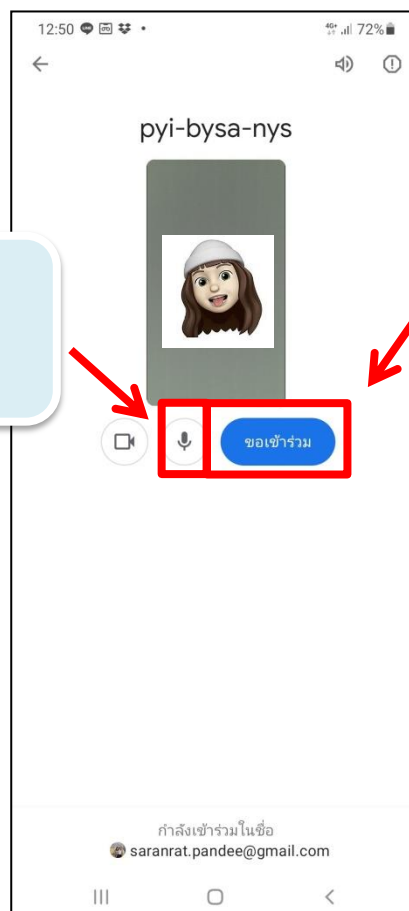 12:50
4G+ 72%
pyi-bysa-nys
ขอเข้าร่วม
กำลังเข้าร่วมในชื่อ
saranrat.pandee@gmail.com